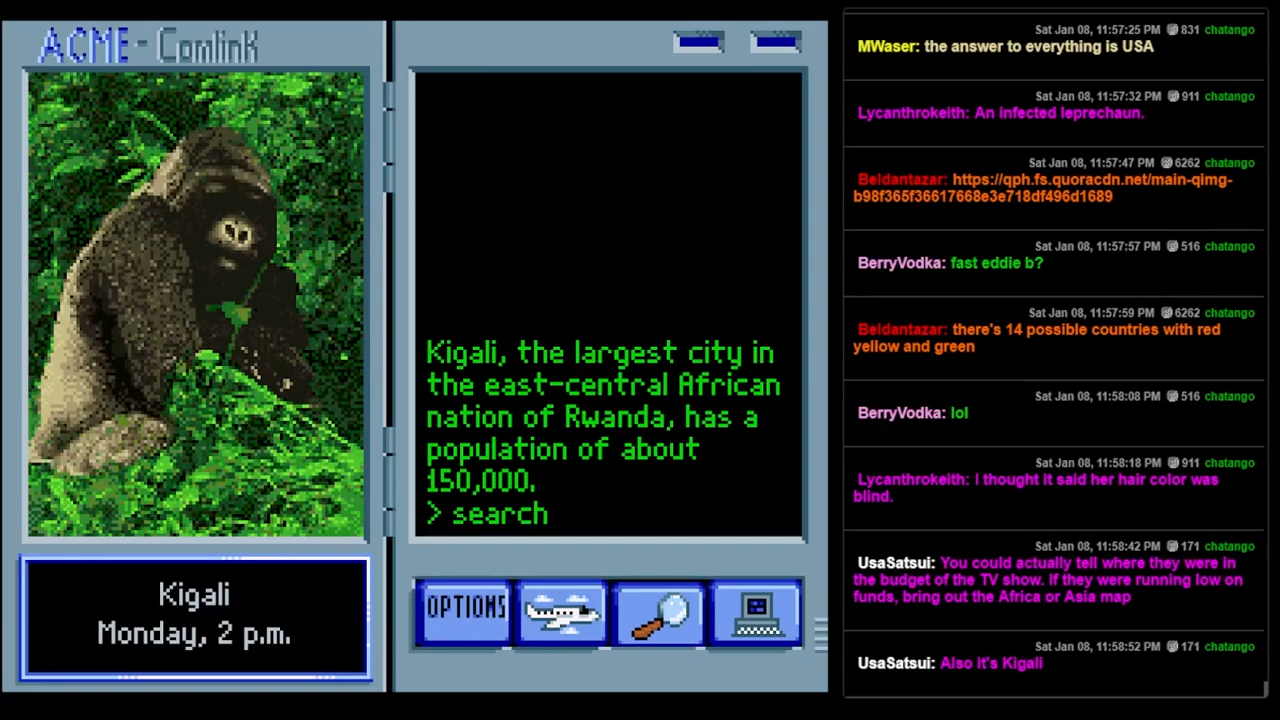 ACME - Comlink
Kigali
Monday, 2 p.m.
Kigali, the largest city in
the east-central African
nation of Rwanda, has a
population of about
150,000.
> search
OPTIONS
Sat Jan 08, 11:57:25 PM 831 chatango
MWaser: the answer to everything is USA
Sat Jan 08, 11:57:32 PM 911 chatango
Lycanthrokeith: An infected leprechaun.
Sat Jan 08, 11:57:47 PM 6262 chatango
Beldantazar: https://qph.fs.quoracdn.net/main-qimg-
b98f365f36617668e3e718df496d1689
Sat Jan 08, 11:57:57 PM 516 chatango
BerryVodka: fast eddie b?
Sat Jan 08, 11:57:59 PM 6262 chatango
Beldantazar: there's 14 possible countries with red
yellow and green
Sat Jan 08, 11:58:08 PM 516 chatango
BerryVodka: lol
Sat Jan 08, 11:58:18 PM 911 chatango
Lycanthrokeith: I thought it said her hair color was
blind.
Sat Jan 08, 11:58:42 PM 171 chatango
UsaSatsui: You could actually tell where they were in
the budget of the TV show. If they were running low on
funds, bring out the Africa or Asia map
Sat Jan 08, 11:58:52 PM 171 chatango
UsaSatsui: Also it's Kigali